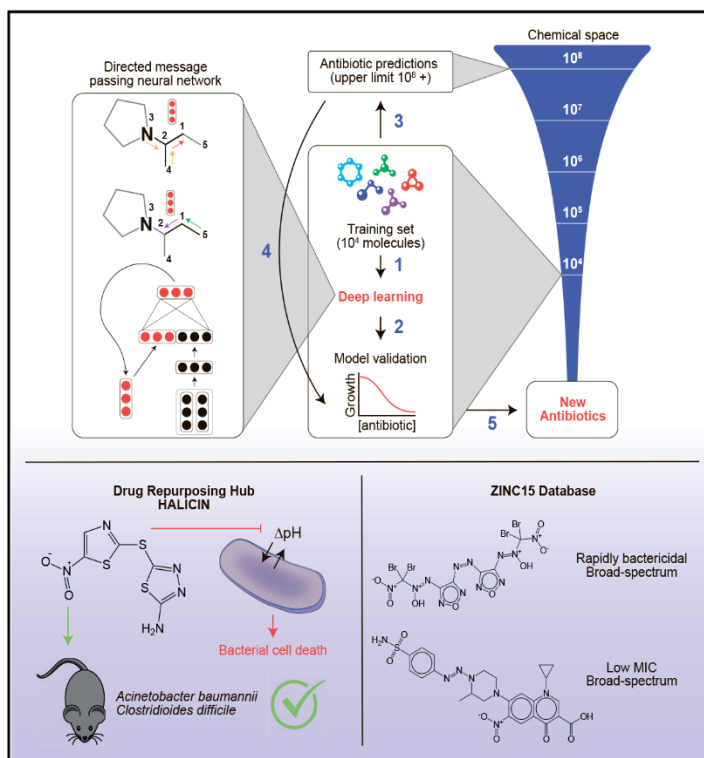 Directed message
passing neural network
3
1
N
2
5
4
3
1
N
2
5
4
Antibiotic predictions
(upper limit 10⁸ +)
3
4
Training set
(10⁴ molecules)
1
Deep learning
2
Model validation
Growth
[antibiotic]
5
Chemical space
10⁸
10⁷
10⁶
10⁵
10⁴
New
Antibiotics
Drug Repurposing Hub
HALICIN
O
⁻O
N⁺
S
N
S
S
N
N
H₂N
ΔpH
Bacterial cell death
Acinetobacter baumannii
Clostridioides difficile
ZINC15 Database
Br
Br
O
N⁺
O⁻
N
N⁺
OH
N
N
N
O
N
N
O
N
Br
Br
O
N⁺
⁻O
N
N⁺
OH
Rapidly bactericidal
Broad-spectrum
H₂N
O
S
O
N
N
N
N
N
O
N⁺
O⁻
O
O
OH
Low MIC
Broad-spectrum